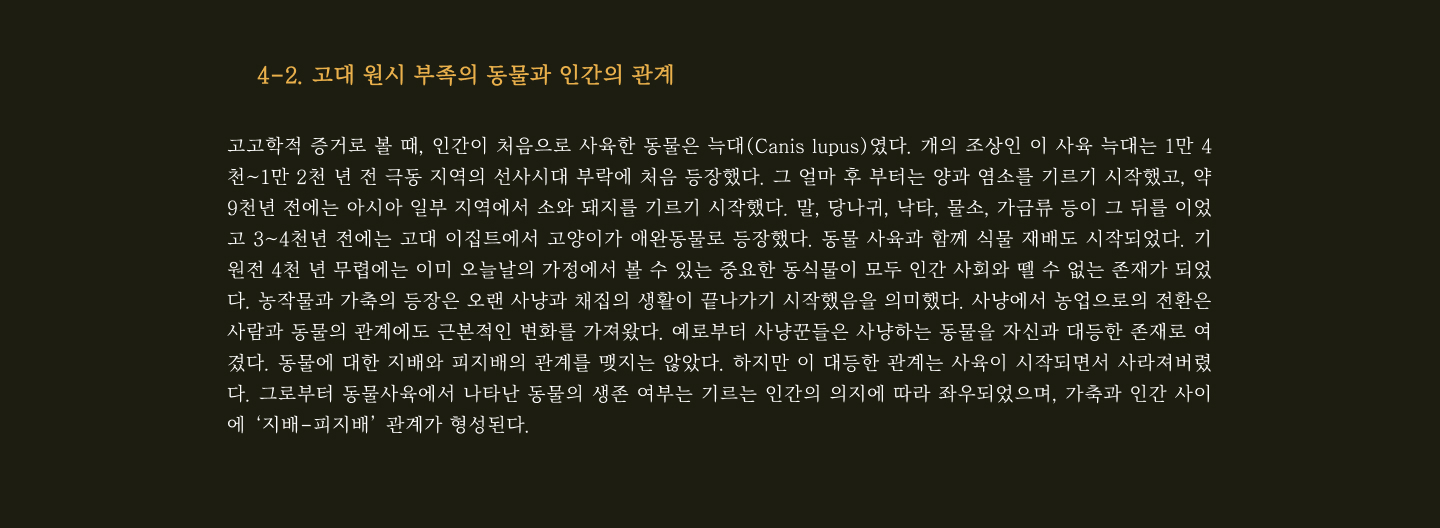 4-2. 고대 원시 부족의 동물과 인간의 관계
고고학적 증거로 볼 때, 인간이 처음으로 사육한 동물은 늑대(Canis lupus)였다. 개의 조상인 이 사육 늑대는 1만 4
천~1만 2천 년 전 극동 지역의 선사시대 부락에 처음 등장했다. 그 얼마 후 부터는 양과 염소를 기르기 시작했고, 약
9천년 전에는 아시아 일부 지역에서 소와 돼지를 기르기 시작했다. 말, 당나귀, 낙타, 물소, 가금류 등이 그 뒤를 이었
고 3~4천년 전에는 고대 이집트에서 고양이가 애완동물로 등장했다. 동물 사육과 함께 식물 재배도 시작되었다. 기
원전 4천 년 무렵에는 이미 오늘날의 가정에서 볼 수 있는 중요한 동식물이 모두 인간 사회와 뗄 수 없는 존재가 되었
다. 농작물과 가축의 등장은 오랜 사냥과 채집의 생활이 끝나가기 시작했음을 의미했다. 사냥에서 농업으로의 전환은
사람과 동물의 관계에도 근본적인 변화를 가져왔다. 예로부터 사냥꾼들은 사냥하는 동물을 자신과 대등한 존재로 여
겼다. 동물에 대한 지배와 피지배의 관계를 맺지는 않았다. 하지만 이 대등한 관계는 사육이 시작되면서 사라져버렸
다. 그로부터 동물사육에서 나타난 동물의 생존 여부는 기르는 인간의 의지에 따라 좌우되었으며, 가축과 인간 사이
에 ‘지배-피지배’ 관계가 형성된다.